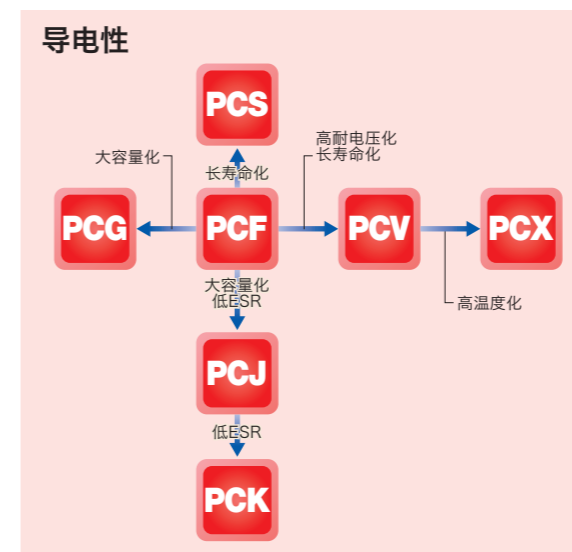 导电性
PCS
大容量化
长寿命化
高耐电压化
长寿命化
PCG
PCF
PCV
PCX
大容量化
低ESR
高温度化
PCJ
低ESR
PCK